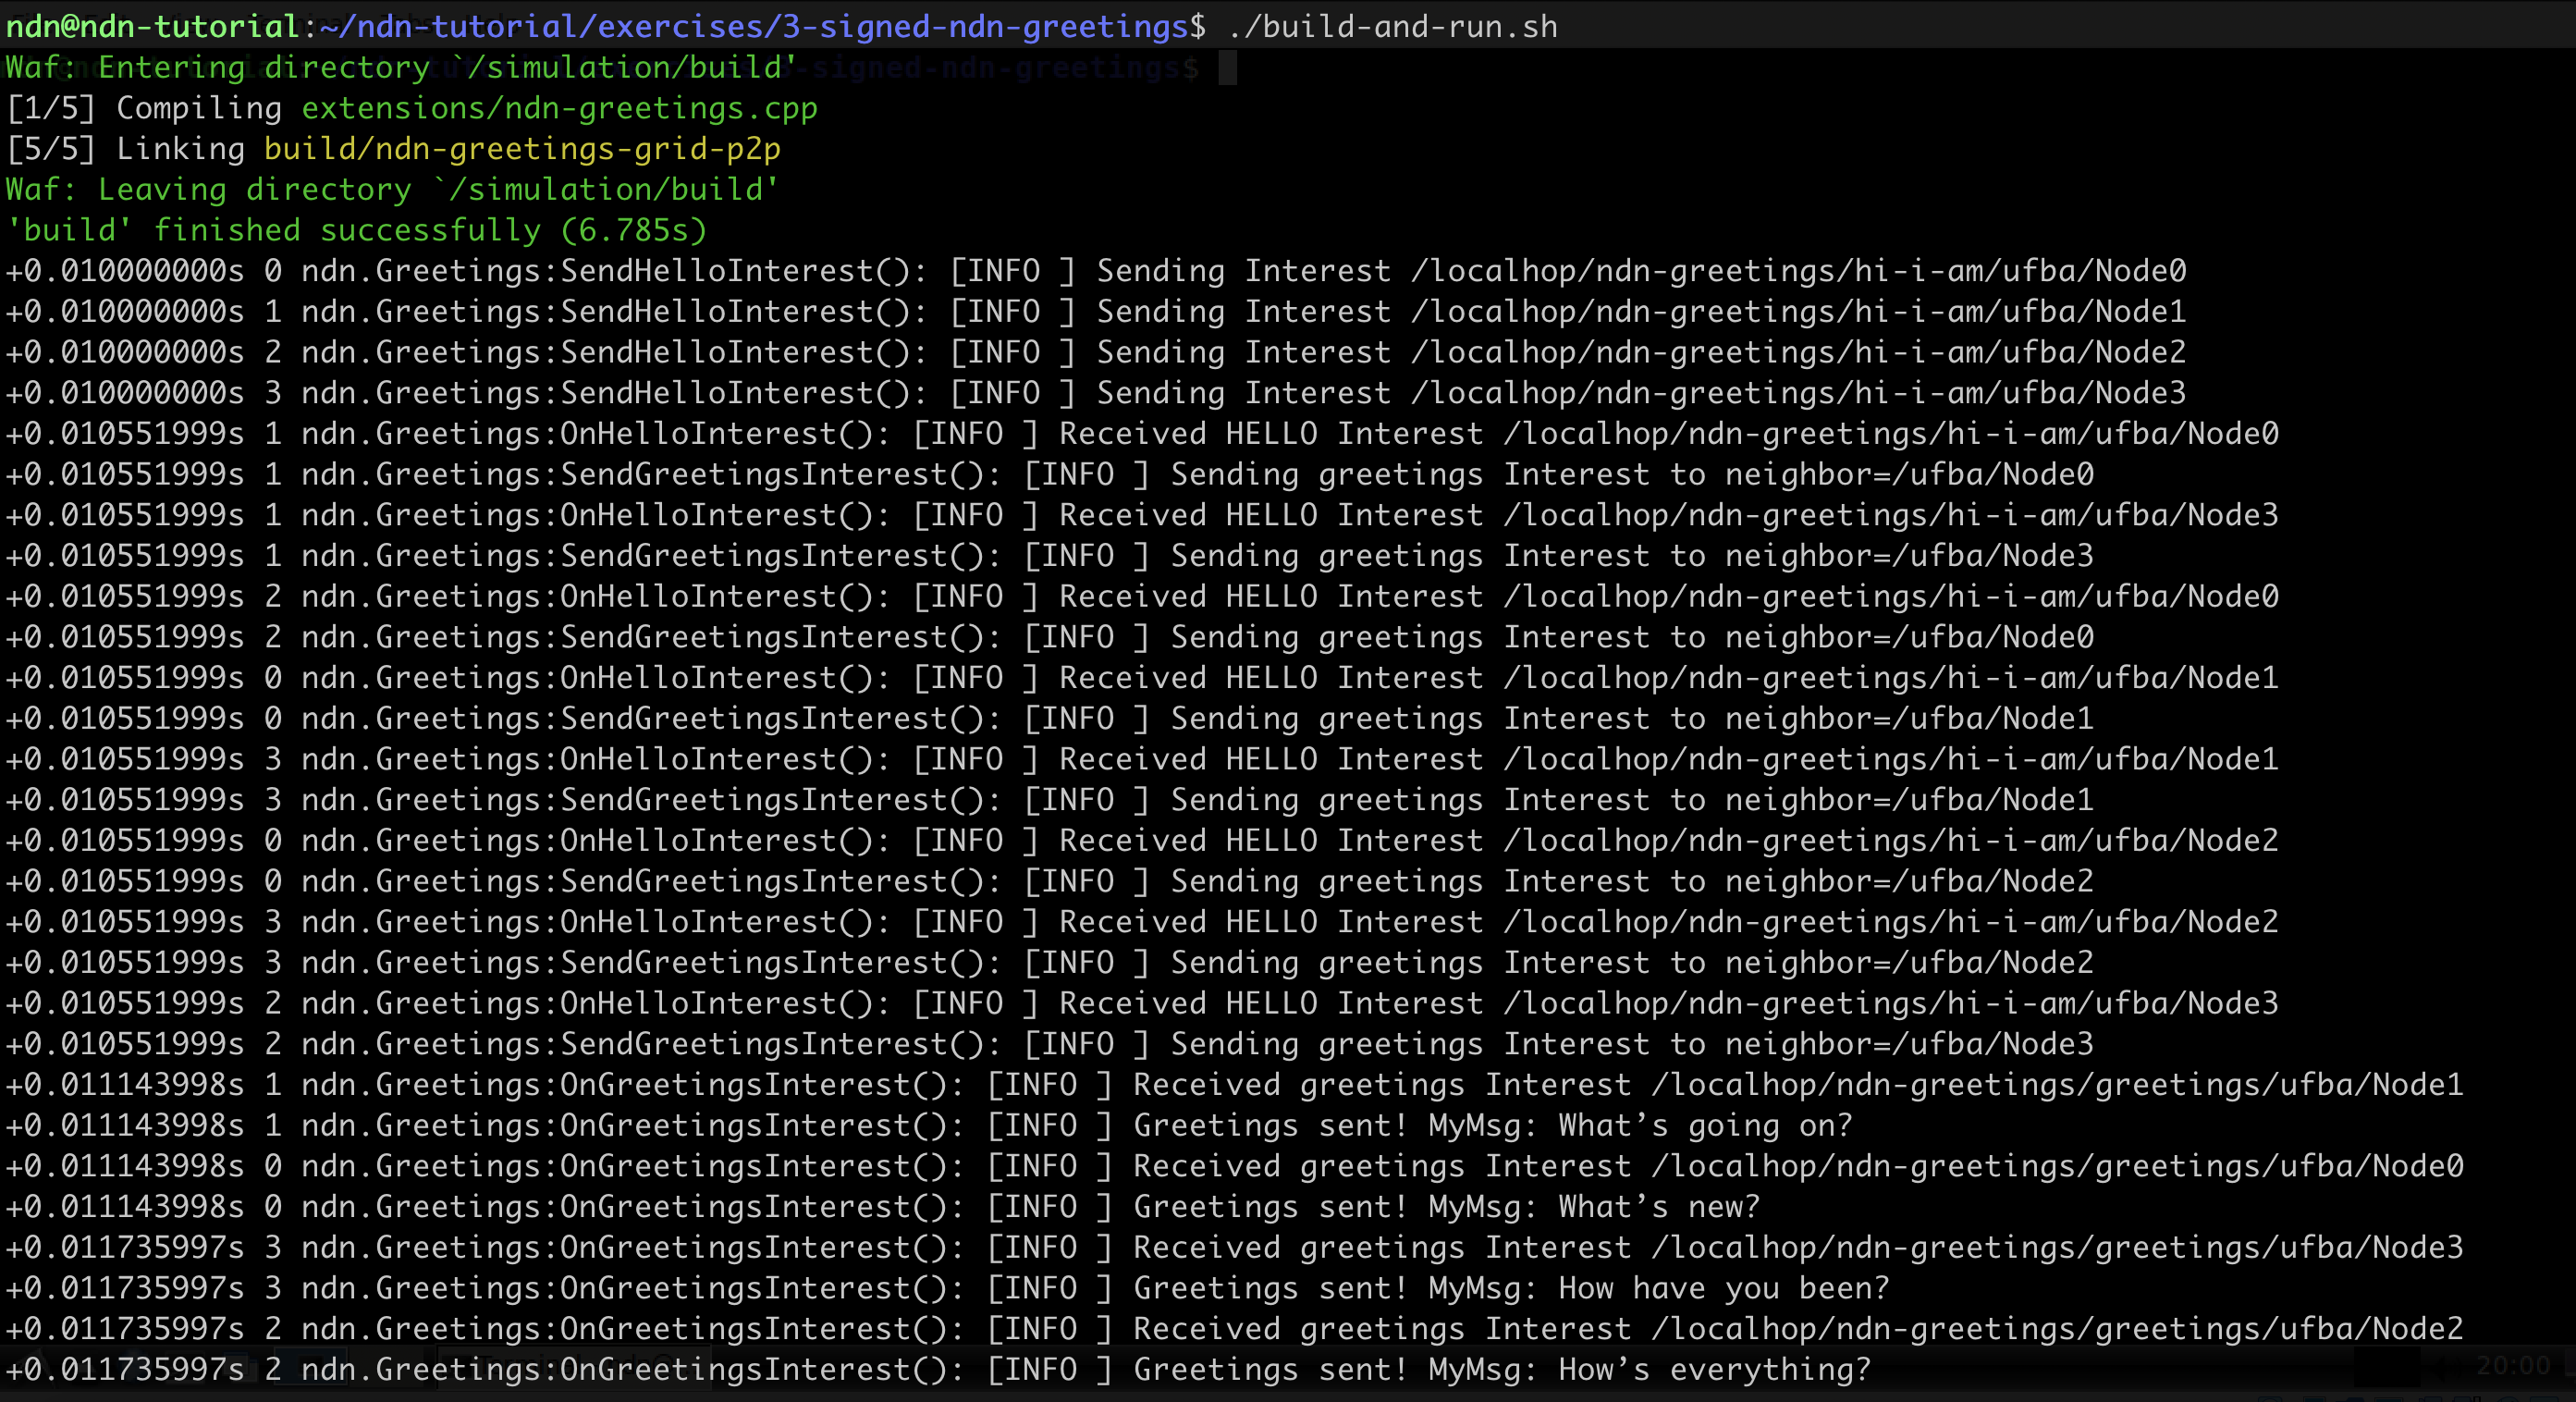 ndn@ndn-tutorial:~/ndn-tutorial/exercises/3-signed-ndn-greetings$ ./build-and-run.sh
Waf: Entering directory `/simulation/build'
[1/5] Compiling extensions/ndn-greetings.cpp
[5/5] Linking build/ndn-greetings-grid-p2p
Waf: Leaving directory `/simulation/build'
'build' finished successfully (6.785s)
+0.010000000s 0 ndn.Greetings:SendHelloInterest(): [INFO ] Sending Interest /localhop/ndn-greetings/hi-i-am/ufba/Node0
+0.010000000s 1 ndn.Greetings:SendHelloInterest(): [INFO ] Sending Interest /localhop/ndn-greetings/hi-i-am/ufba/Node1
+0.010000000s 2 ndn.Greetings:SendHelloInterest(): [INFO ] Sending Interest /localhop/ndn-greetings/hi-i-am/ufba/Node2
+0.010000000s 3 ndn.Greetings:SendHelloInterest(): [INFO ] Sending Interest /localhop/ndn-greetings/hi-i-am/ufba/Node3
+0.010551999s 1 ndn.Greetings:OnHelloInterest(): [INFO ] Received HELLO Interest /localhop/ndn-greetings/hi-i-am/ufba/Node0
+0.010551999s 1 ndn.Greetings:SendGreetingsInterest(): [INFO ] Sending greetings Interest to neighbor=/ufba/Node0
+0.010551999s 1 ndn.Greetings:OnHelloInterest(): [INFO ] Received HELLO Interest /localhop/ndn-greetings/hi-i-am/ufba/Node3
+0.010551999s 1 ndn.Greetings:SendGreetingsInterest(): [INFO ] Sending greetings Interest to neighbor=/ufba/Node3
+0.010551999s 2 ndn.Greetings:OnHelloInterest(): [INFO ] Received HELLO Interest /localhop/ndn-greetings/hi-i-am/ufba/Node0
+0.010551999s 2 ndn.Greetings:SendGreetingsInterest(): [INFO ] Sending greetings Interest to neighbor=/ufba/Node0
+0.010551999s 0 ndn.Greetings:OnHelloInterest(): [INFO ] Received HELLO Interest /localhop/ndn-greetings/hi-i-am/ufba/Node1
+0.010551999s 0 ndn.Greetings:SendGreetingsInterest(): [INFO ] Sending greetings Interest to neighbor=/ufba/Node1
+0.010551999s 3 ndn.Greetings:OnHelloInterest(): [INFO ] Received HELLO Interest /localhop/ndn-greetings/hi-i-am/ufba/Node1
+0.010551999s 3 ndn.Greetings:SendGreetingsInterest(): [INFO ] Sending greetings Interest to neighbor=/ufba/Node1
+0.010551999s 0 ndn.Greetings:OnHelloInterest(): [INFO ] Received HELLO Interest /localhop/ndn-greetings/hi-i-am/ufba/Node2
+0.010551999s 0 ndn.Greetings:SendGreetingsInterest(): [INFO ] Sending greetings Interest to neighbor=/ufba/Node2
+0.010551999s 3 ndn.Greetings:OnHelloInterest(): [INFO ] Received HELLO Interest /localhop/ndn-greetings/hi-i-am/ufba/Node2
+0.010551999s 3 ndn.Greetings:SendGreetingsInterest(): [INFO ] Sending greetings Interest to neighbor=/ufba/Node2
+0.010551999s 2 ndn.Greetings:OnHelloInterest(): [INFO ] Received HELLO Interest /localhop/ndn-greetings/hi-i-am/ufba/Node3
+0.010551999s 2 ndn.Greetings:SendGreetingsInterest(): [INFO ] Sending greetings Interest to neighbor=/ufba/Node3
+0.011143998s 1 ndn.Greetings:OnGreetingsInterest(): [INFO ] Received greetings Interest /localhop/ndn-greetings/greetings/ufba/Node1
+0.011143998s 1 ndn.Greetings:OnGreetingsInterest(): [INFO ] Greetings sent! MyMsg: What’s going on?
+0.011143998s 0 ndn.Greetings:OnGreetingsInterest(): [INFO ] Received greetings Interest /localhop/ndn-greetings/greetings/ufba/Node0
+0.011143998s 0 ndn.Greetings:OnGreetingsInterest(): [INFO ] Greetings sent! MyMsg: What’s new?
+0.011735997s 3 ndn.Greetings:OnGreetingsInterest(): [INFO ] Received greetings Interest /localhop/ndn-greetings/greetings/ufba/Node3
+0.011735997s 3 ndn.Greetings:OnGreetingsInterest(): [INFO ] Greetings sent! MyMsg: How have you been?
+0.011735997s 2 ndn.Greetings:OnGreetingsInterest(): [INFO ] Received greetings Interest /localhop/ndn-greetings/greetings/ufba/Node2
+0.011735997s 2 ndn.Greetings:OnGreetingsInterest(): [INFO ] Greetings sent! MyMsg: How’s everything?
20:00